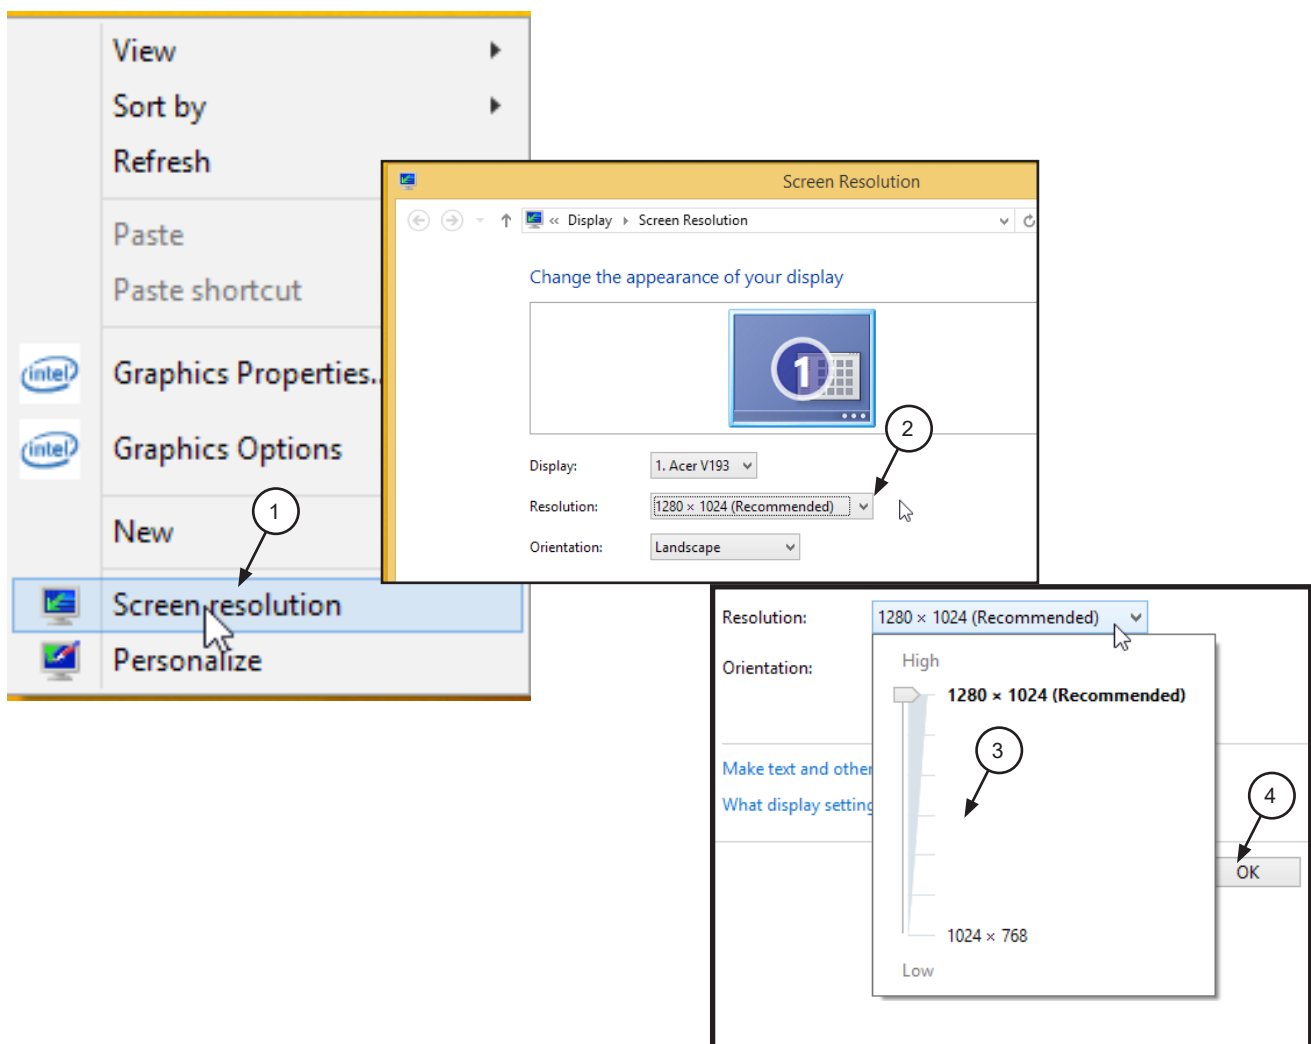 View
Sort by
Refresh
Paste
Paste shortcut
intel
Graphics Properties..
intel
Graphics Options
New
1
Screen resolution
Personalize
Screen Resolution
« Display Screen Resolution
Change the appearance of your display
1
2
Display: 1. Acer V193
Resolution: 1280 × 1024 (Recommended)
Orientation: Landscape
Resolution: 1280 × 1024 (Recommended)
Orientation:
High
1280 × 1024 (Recommended)
3
Make text and other
What display setting
4
OK
1024 × 768
Low